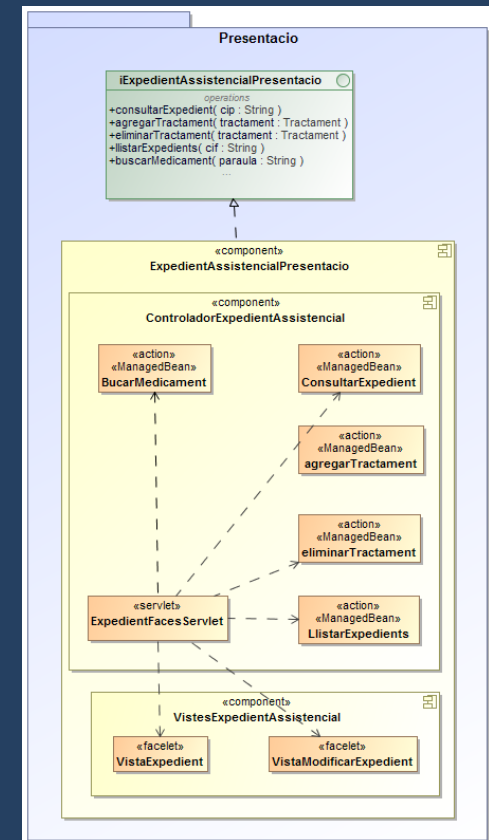 Presentacio
iExpedientAssistencialPresentacio
operations
+consultarExpedient( cip : String )
+agregarTractament( tractament : Tractament )
+eliminarTractament( tractament : Tractament )
+llistarExpedients( cif : String )
+buscarMedicament( paraula : String )
...
«component»
ExpedientAssistencialPresentacio
«component»
ControladorExpedientAssistencial
«action»
«ManagedBean»
BucarMedicament
«action»
«ManagedBean»
ConsultarExpedient
«action»
«ManagedBean»
agregarTractament
«action»
«ManagedBean»
eliminarTractament
«servlet»
ExpedientFacesServlet
«action»
«ManagedBean»
LlistarExpedients
«component»
VistesExpedientAssistencial
«facelet»
VistaExpedient
«facelet»
VistaModificarExpedient